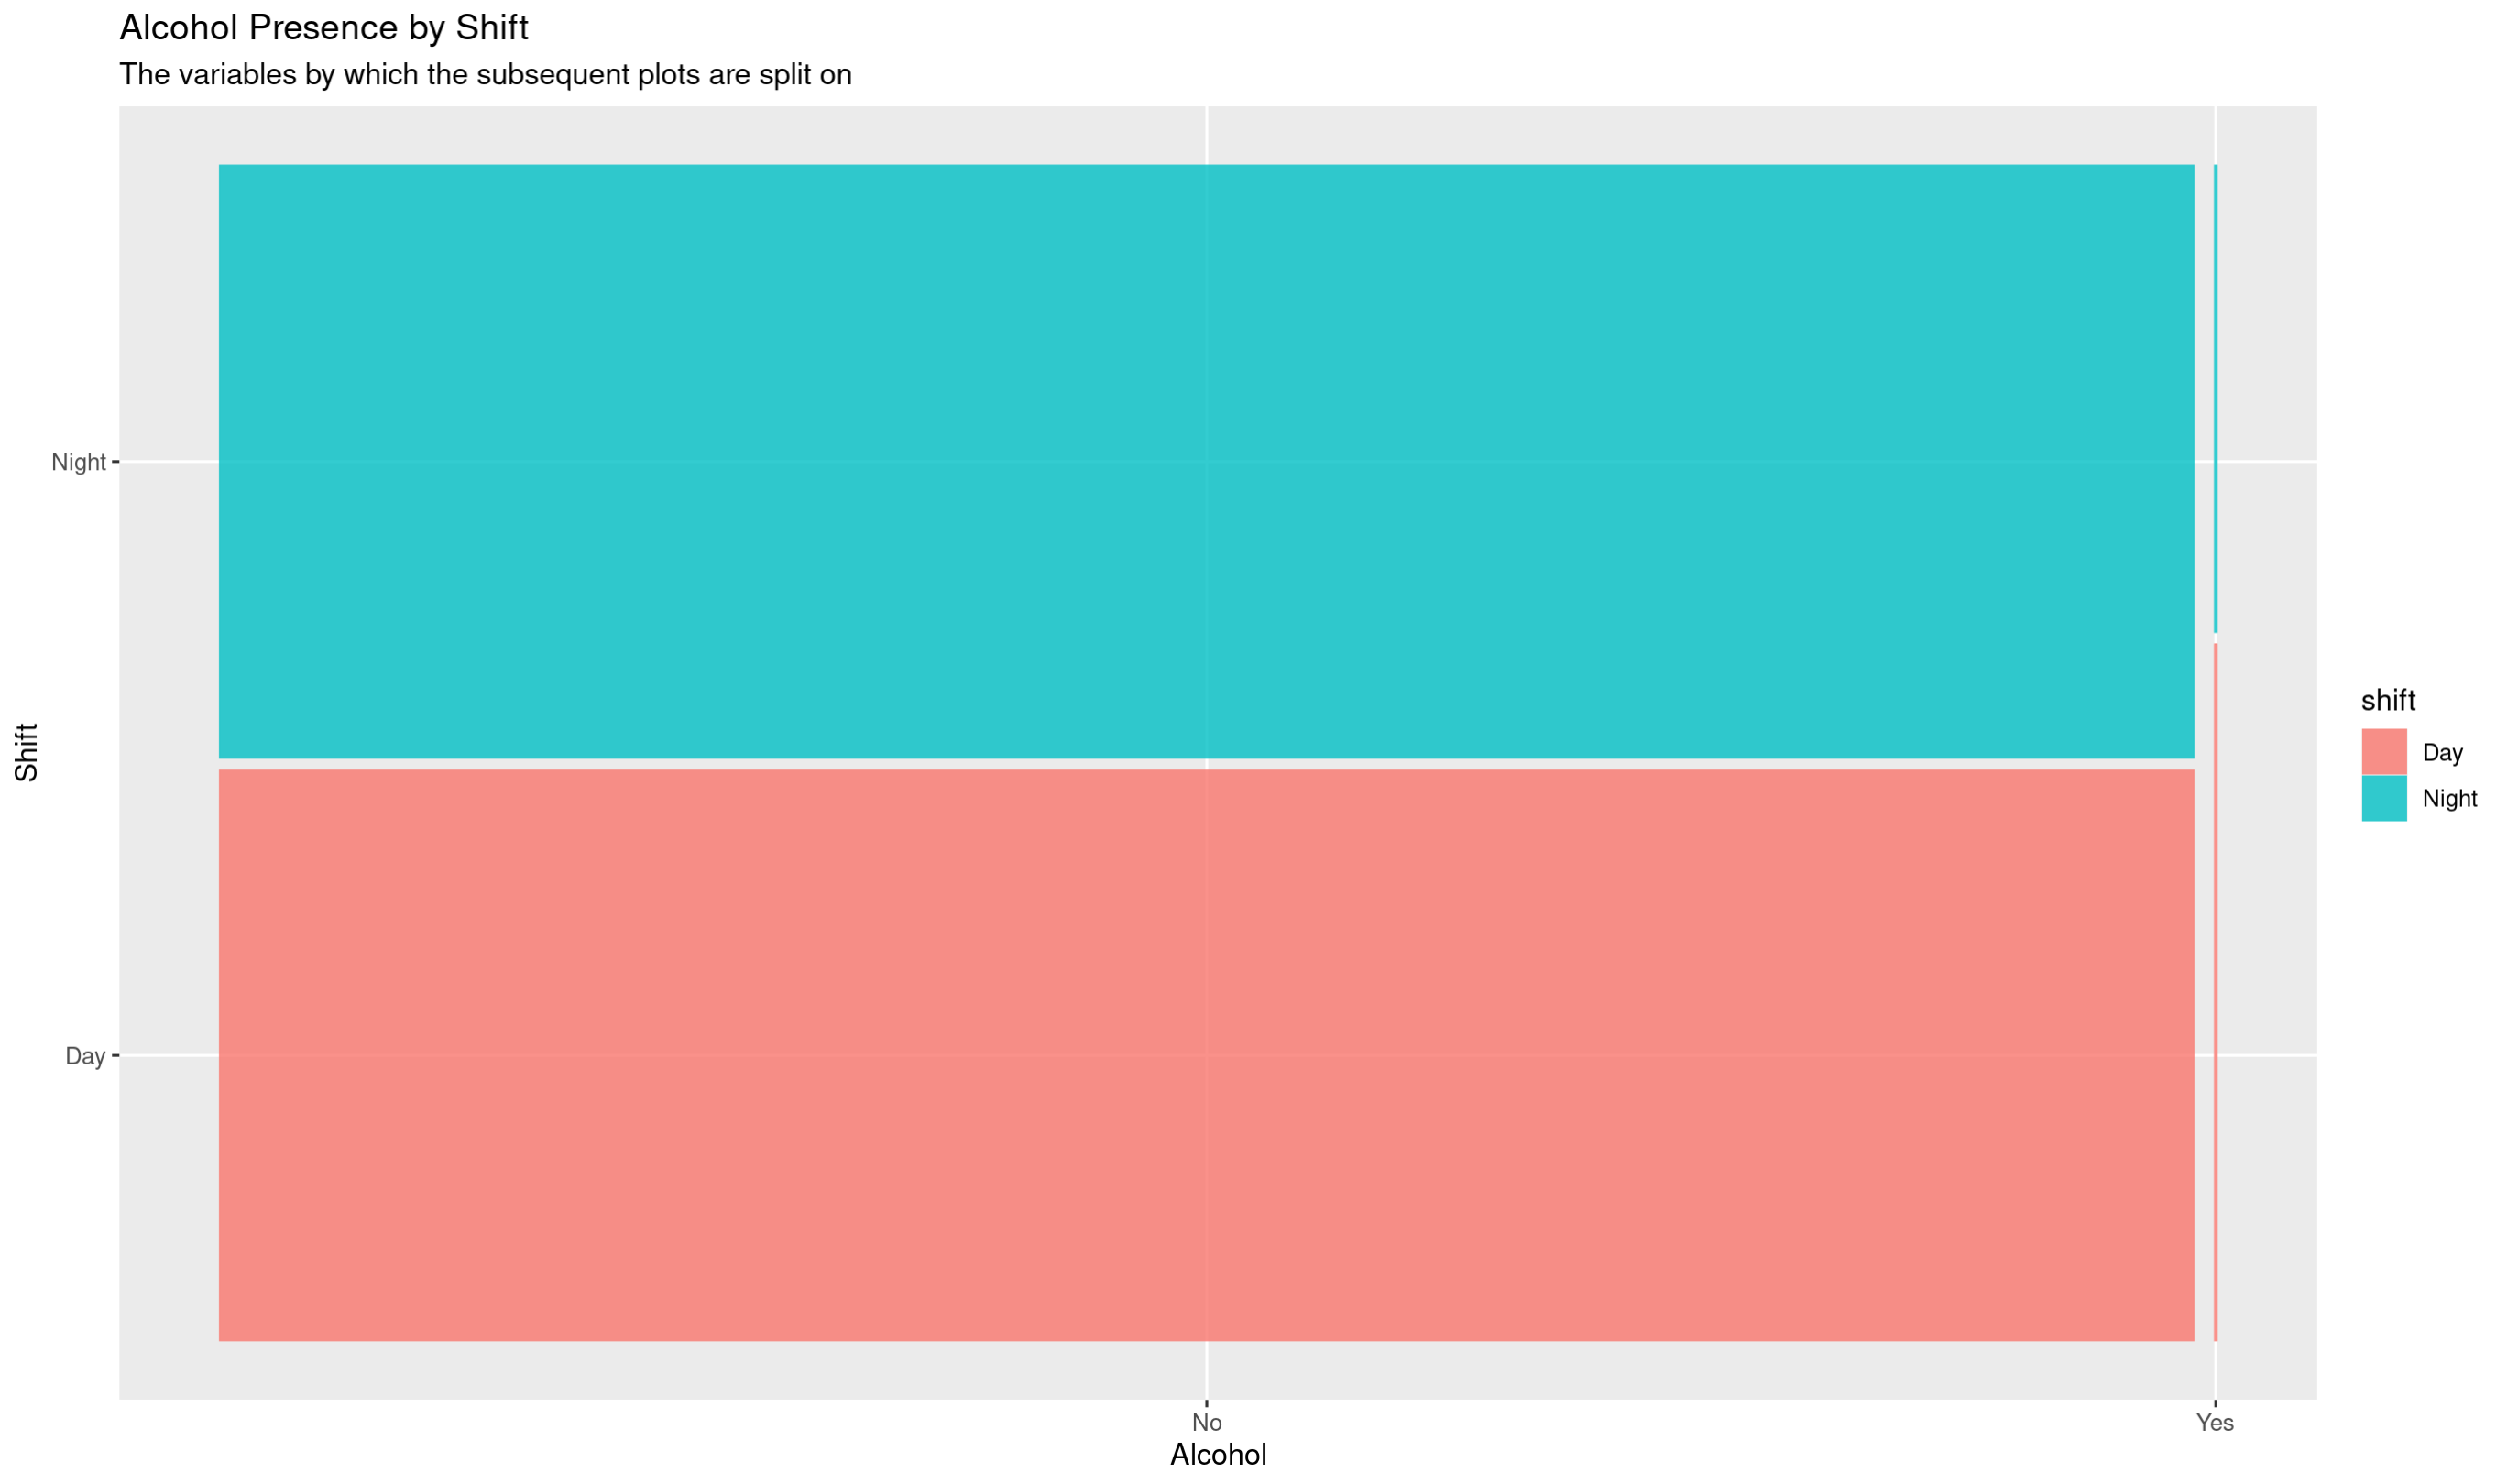 Alcohol Presence by Shift
The variables by which the subsequent plots are split on
Shift
Night
Day
No
Yes
Alcohol
shift
Day
Night